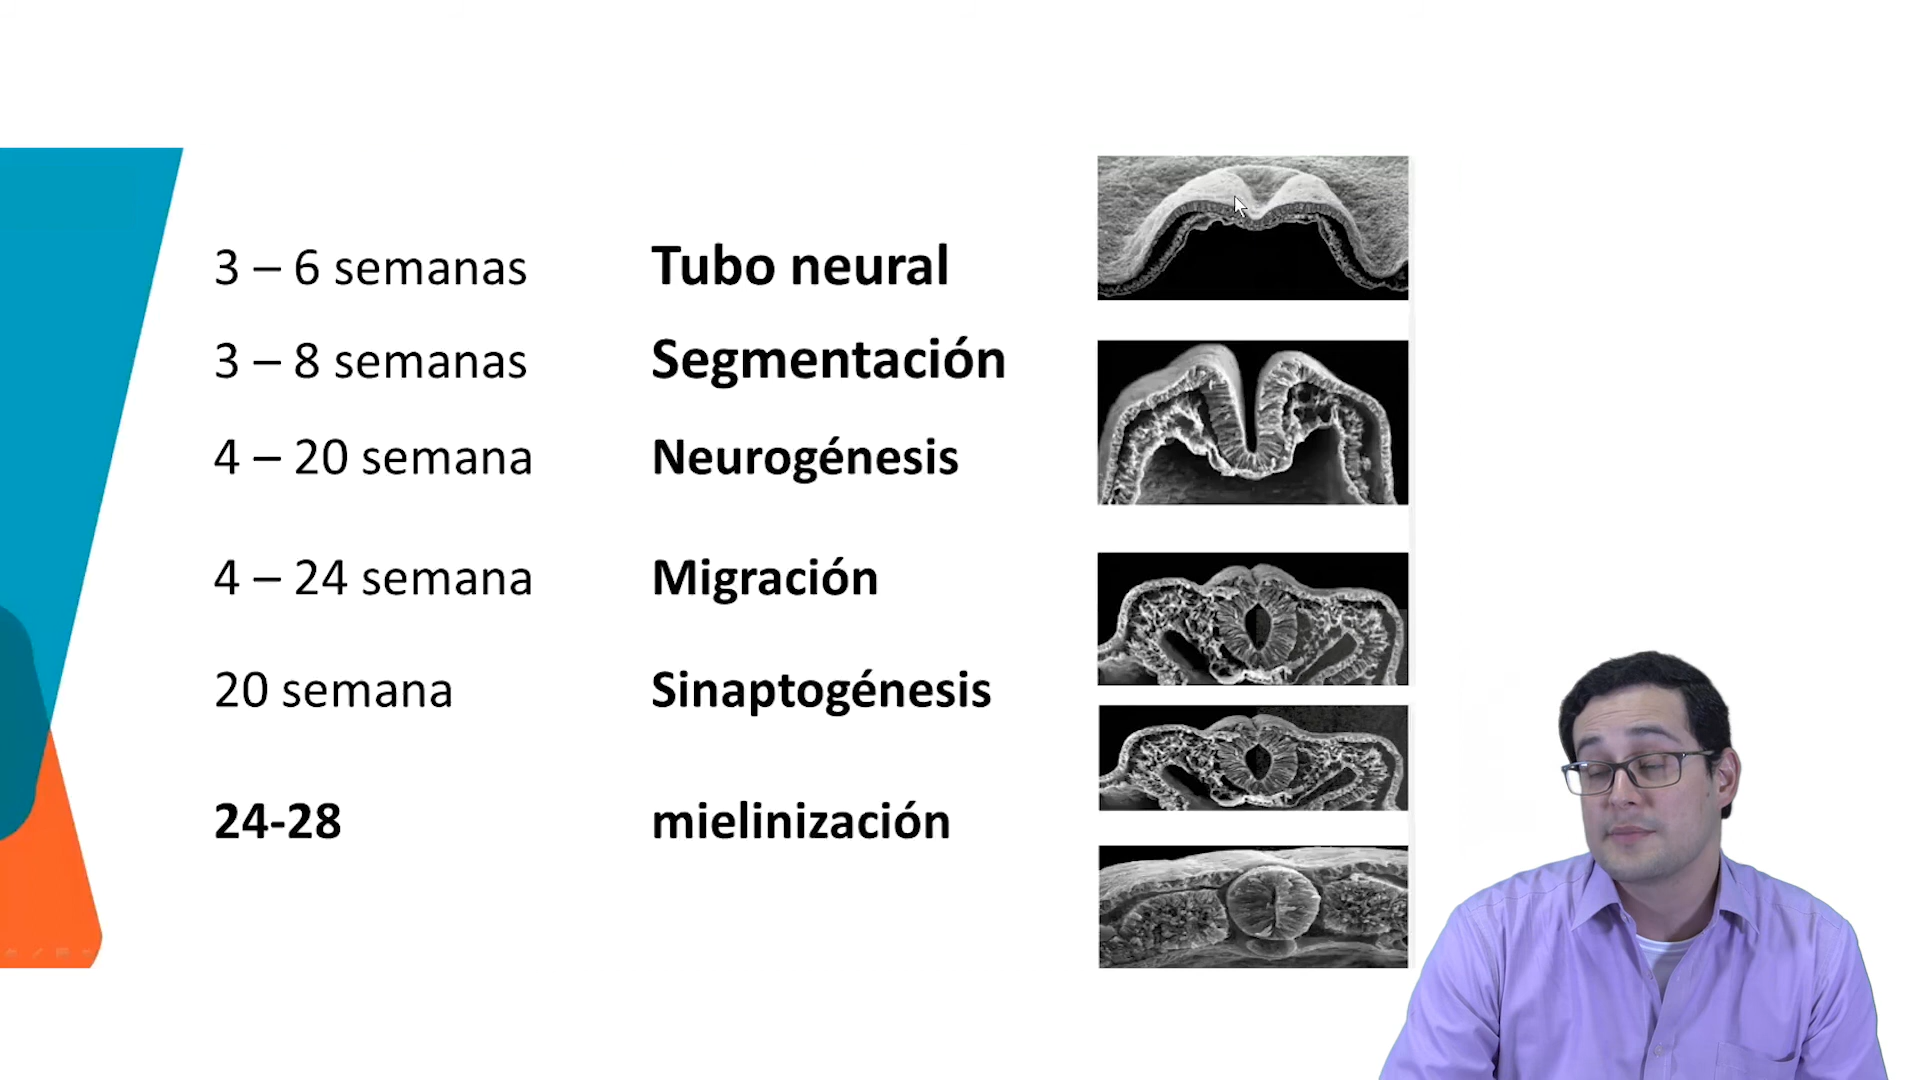 3 – 6 semanas Tubo neural
3 – 8 semanas Segmentación
4 – 20 semana Neurogénesis
4 – 24 semana Migración
20 semana Sinaptogénesis
24-28 mielinización